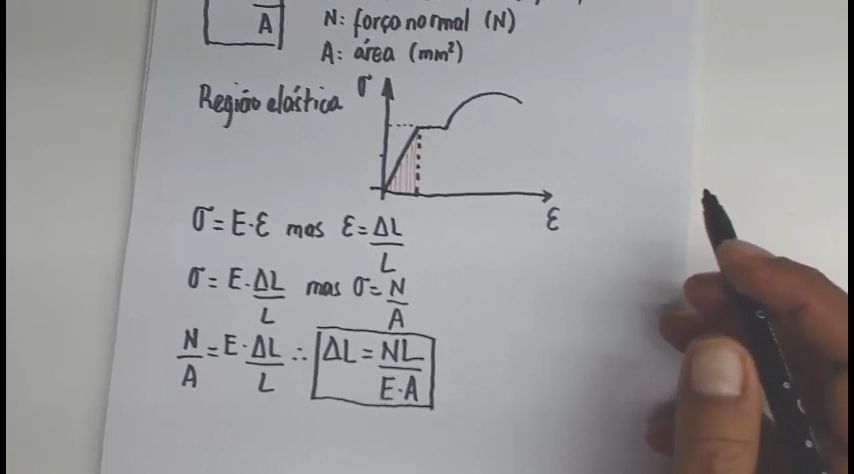 A
N: força normal (N)
A: área (mm²)
Região elástica
σ
ε
σ = E·ε mas ε = ΔL/L
σ = E·ΔL/L mas σ = N/A
N/A = E·ΔL/L ∴ ΔL = NL/E·A